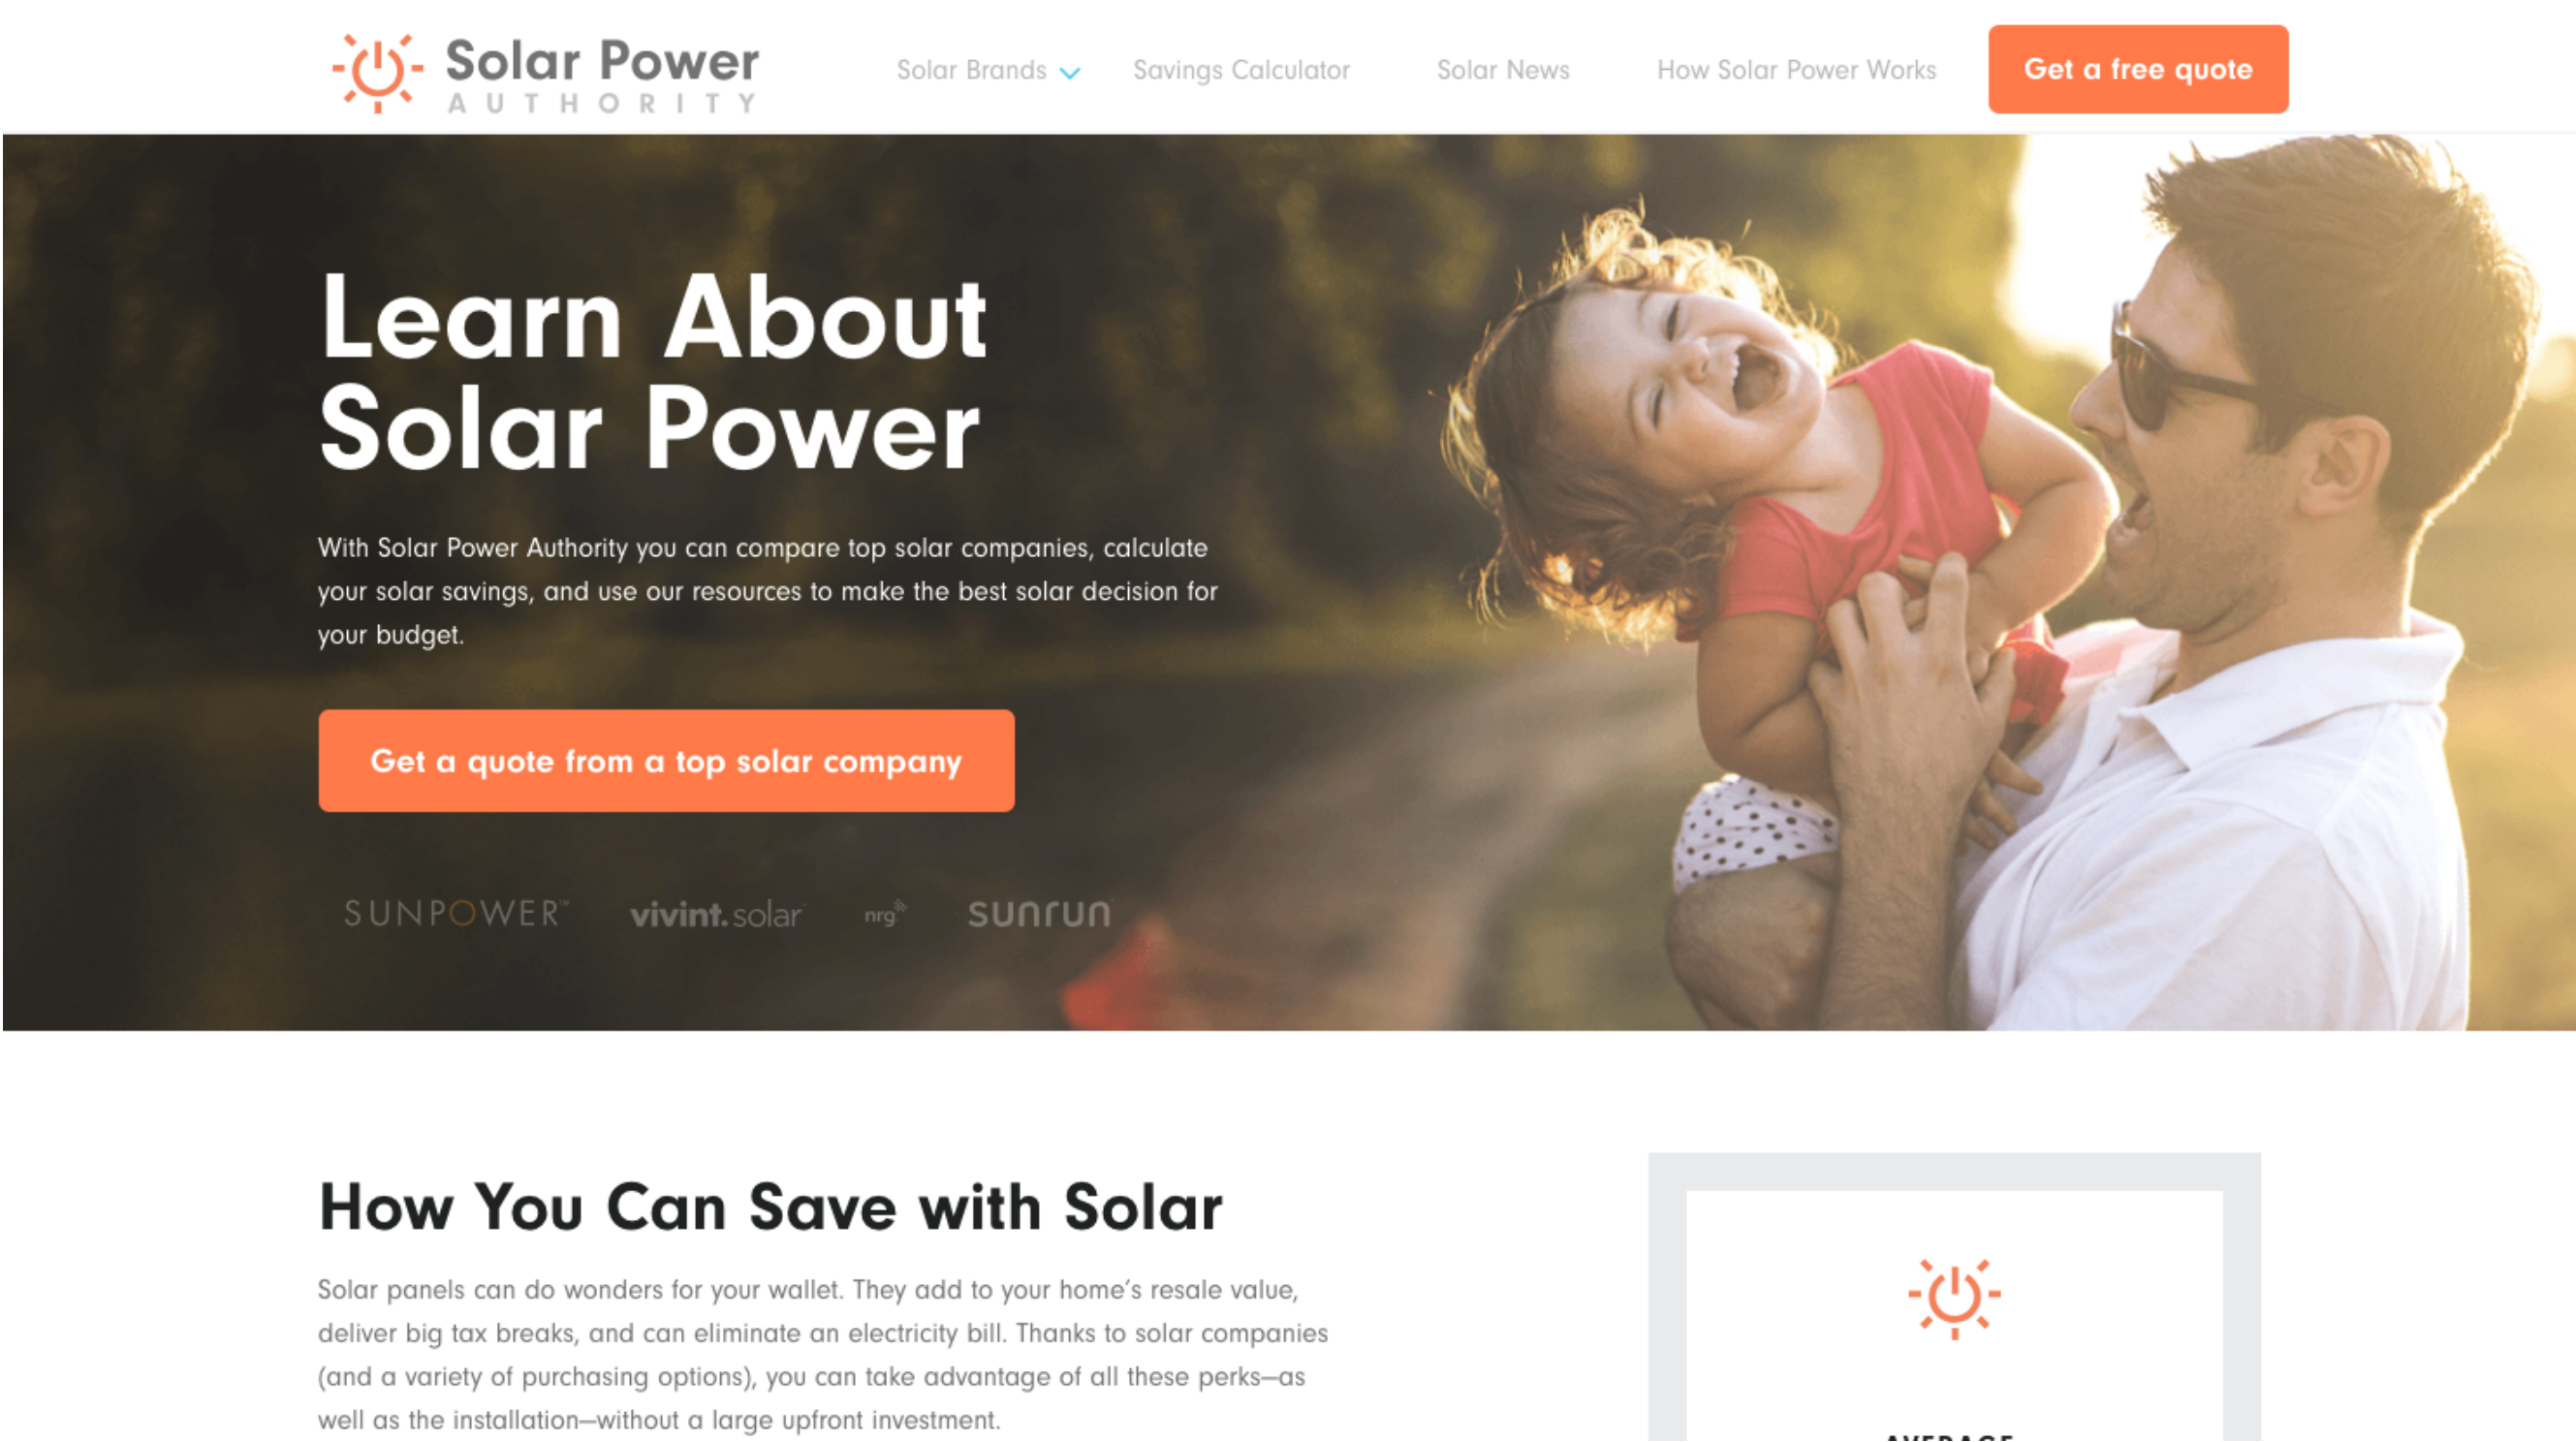 Solar Power
AUTHORITY
Solar Brands
Savings Calculator
Solar News
How Solar Power Works
Get a free quote
Learn About
Solar Power
With Solar Power Authority you can compare top solar companies, calculate
your solar savings, and use our resources to make the best solar decision for
your budget.
Get a quote from a top solar company
SUNPOWER™
vivint.solar
nrg
sunrun
How You Can Save with Solar
Solar panels can do wonders for your wallet. They add to your home’s resale value,
deliver big tax breaks, and can eliminate an electricity bill. Thanks to solar companies
(and a variety of purchasing options), you can take advantage of all these perks—as
well as the installation—without a large upfront investment.
AVERAGE